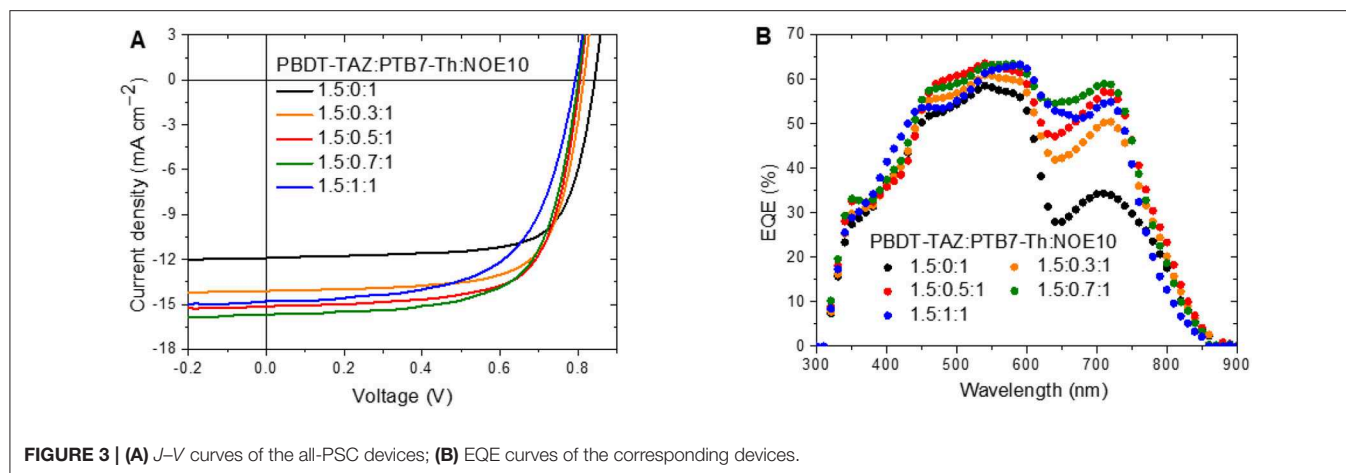 A
3
0
-3
-6
-9
-12
-15
-18
Current density (mA cm⁻²)
PBDT-TAZ:PTB7-Th:NOE10
1.5:0:1
1.5:0.3:1
1.5:0.5:1
1.5:0.7:1
1.5:1:1
-0.2 0.0 0.2 0.4 0.6 0.8
Voltage (V)
B
70
60
50
40
30
20
10
0
EQE (%)
PBDT-TAZ:PTB7-Th:NOE10
1.5:0:1 1.5:0.3:1
1.5:0.5:1 1.5:0.7:1
1.5:1:1
300 400 500 600 700 800 900
Wavelength (nm)
FIGURE 3 | (A) J–V curves of the all-PSC devices; (B) EQE curves of the corresponding devices.